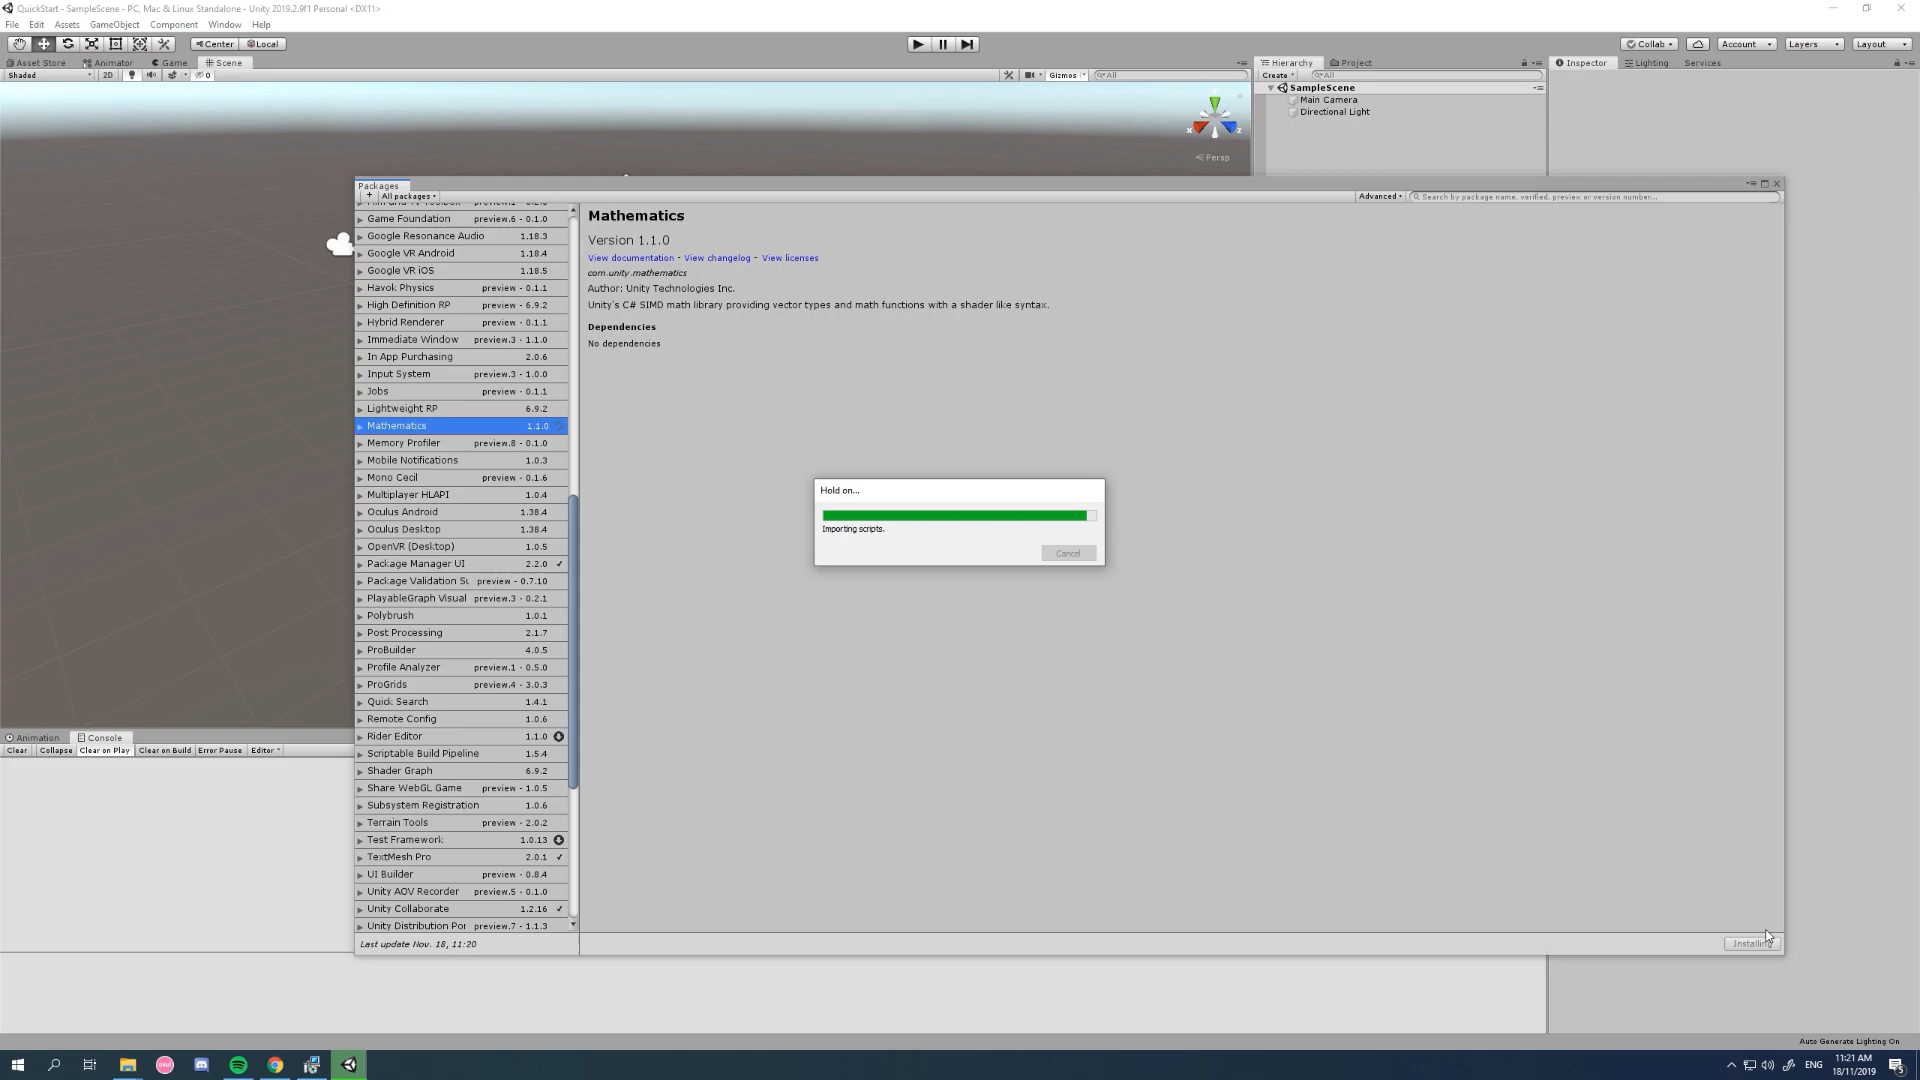 QuickStart - SampleScene - PC, Mac & Linux Standalone - Unity 2019.2.9f1 Personal <DX11>
File Edit Assets GameObject Component Window Help
Center Local Collab Account Layers Layout
Asset Store Animator Game Scene Hierarchy Project Inspector Lighting Services
Shaded 2D 0 Gizmos All Create All
SampleScene
Main Camera
Directional Light
X Z
Persp
Packages
+ All packages Advanced Search by package name, verified, preview or version number...
Game Foundation preview.6 - 0.1.0
Google Resonance Audio 1.18.3
Google VR Android 1.18.4
Google VR iOS 1.18.5
Havok Physics preview - 0.1.1
High Definition RP preview - 6.9.2
Hybrid Renderer preview - 0.1.1
Immediate Window preview.3 - 1.1.0
In App Purchasing 2.0.6
Input System preview.3 - 1.0.0
Jobs preview - 0.1.1
Lightweight RP 6.9.2
Mathematics 1.1.0
Memory Profiler preview.8 - 0.1.0
Mobile Notifications 1.0.3
Mono Cecil preview - 0.1.6
Multiplayer HLAPI 1.0.4
Oculus Android 1.38.4
Oculus Desktop 1.38.4
OpenVR (Desktop) 1.0.5
Package Manager UI 2.2.0 ✓
Package Validation Su preview - 0.7.10
PlayableGraph Visual preview.3 - 0.2.1
Polybrush 1.0.1
Post Processing 2.1.7
ProBuilder 4.0.5
Profile Analyzer preview.1 - 0.5.0
ProGrids preview.4 - 3.0.3
Quick Search 1.4.1
Remote Config 1.0.6
Rider Editor 1.1.0
Scriptable Build Pipeline 1.5.4
Shader Graph 6.9.2
Share WebGL Game preview - 1.0.5
Subsystem Registration 1.0.6
Terrain Tools preview - 2.0.2
Test Framework 1.0.13
TextMesh Pro 2.0.1 ✓
UI Builder preview - 0.8.4
Unity AOV Recorder preview.5 - 0.1.0
Unity Collaborate 1.2.16 ✓
Unity Distribution Por preview.7 - 1.1.3
Last update Nov. 18, 11:20
Mathematics
Version 1.1.0
View documentation - View changelog - View licenses
com.unity.mathematics
Author: Unity Technologies Inc.
Unity's C# SIMD math library providing vector types and math functions with a shader like syntax.
Dependencies
No dependencies
Hold on...
Importing scripts.
Cancel
Installing
Animation Console
Clear Collapse Clear on Play Clear on Build Error Pause Editor
Auto Generate Lighting On
ENG
11:21 AM
18/11/2019
5